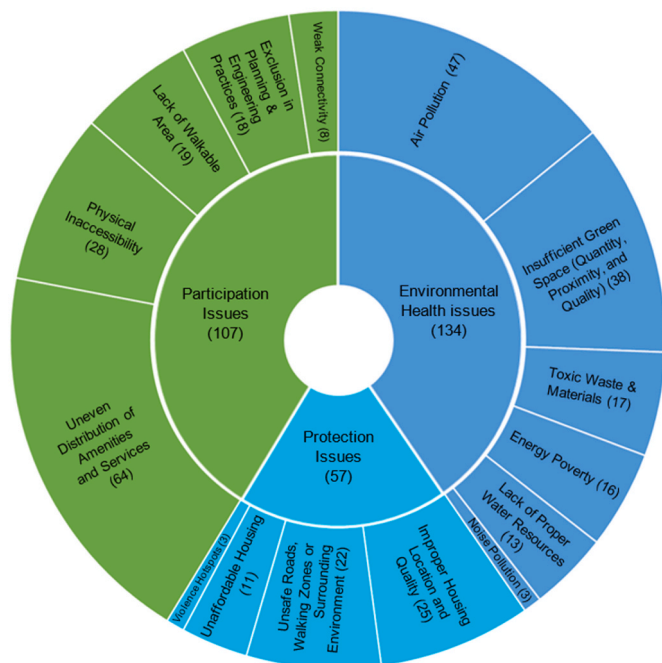 Air Pollution (47)
Insufficient Green
Space (Quantity,
Proximity, and
Quality) (38)
Toxic Waste &
Materials (17)
Energy Poverty (16)
Lack of Proper
Water Resources
(13)
Noise Pollution (3)
Environmental
Health issues
(134)
Improper Housing
Location and
Quality)
(25)
Unsafe Roads,
Walking Zones or
Surrounding
Environment (22)
Unaffordable Housing
(11)
Violence Hotspots (3)
Protection
Issues
(57)
Uneven
Distribution of
Amenities
and Services
(64)
Physical
Inaccessibility
(28)
Lack of Walkable
Area)
(19)
Exclusion in
Planning &
Engineering
Practices) (18)
Weak Connectivity (8)
Participation
Issues
(107)